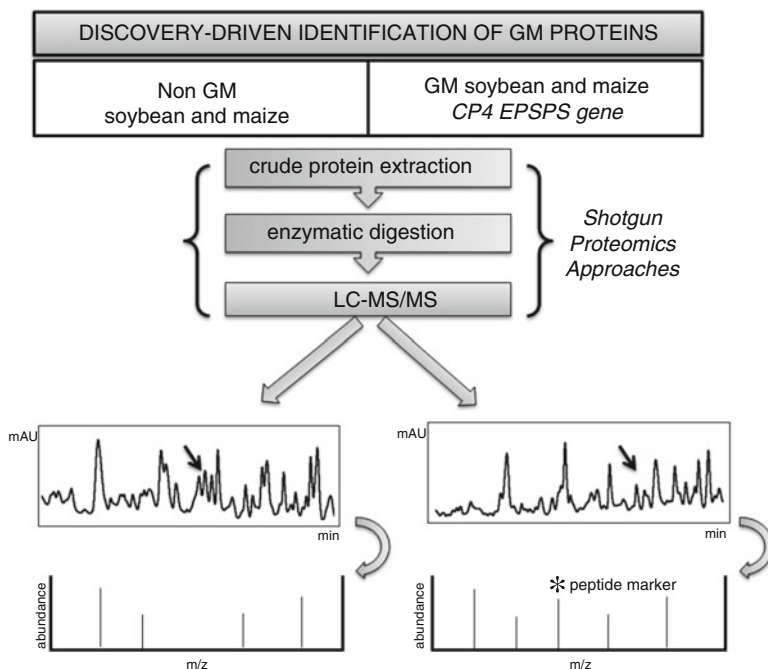 DISCOVERY-DRIVEN IDENTIFICATION OF GM PROTEINS
Non GM
soybean and maize
GM soybean and maize
CP4 EPSPS gene
crude protein extraction
enzymatic digestion
LC-MS/MS
Shotgun
Proteomics
Approaches
mAU
min
mAU
min
abundance
m/z
abundance
* peptide marker
m/z